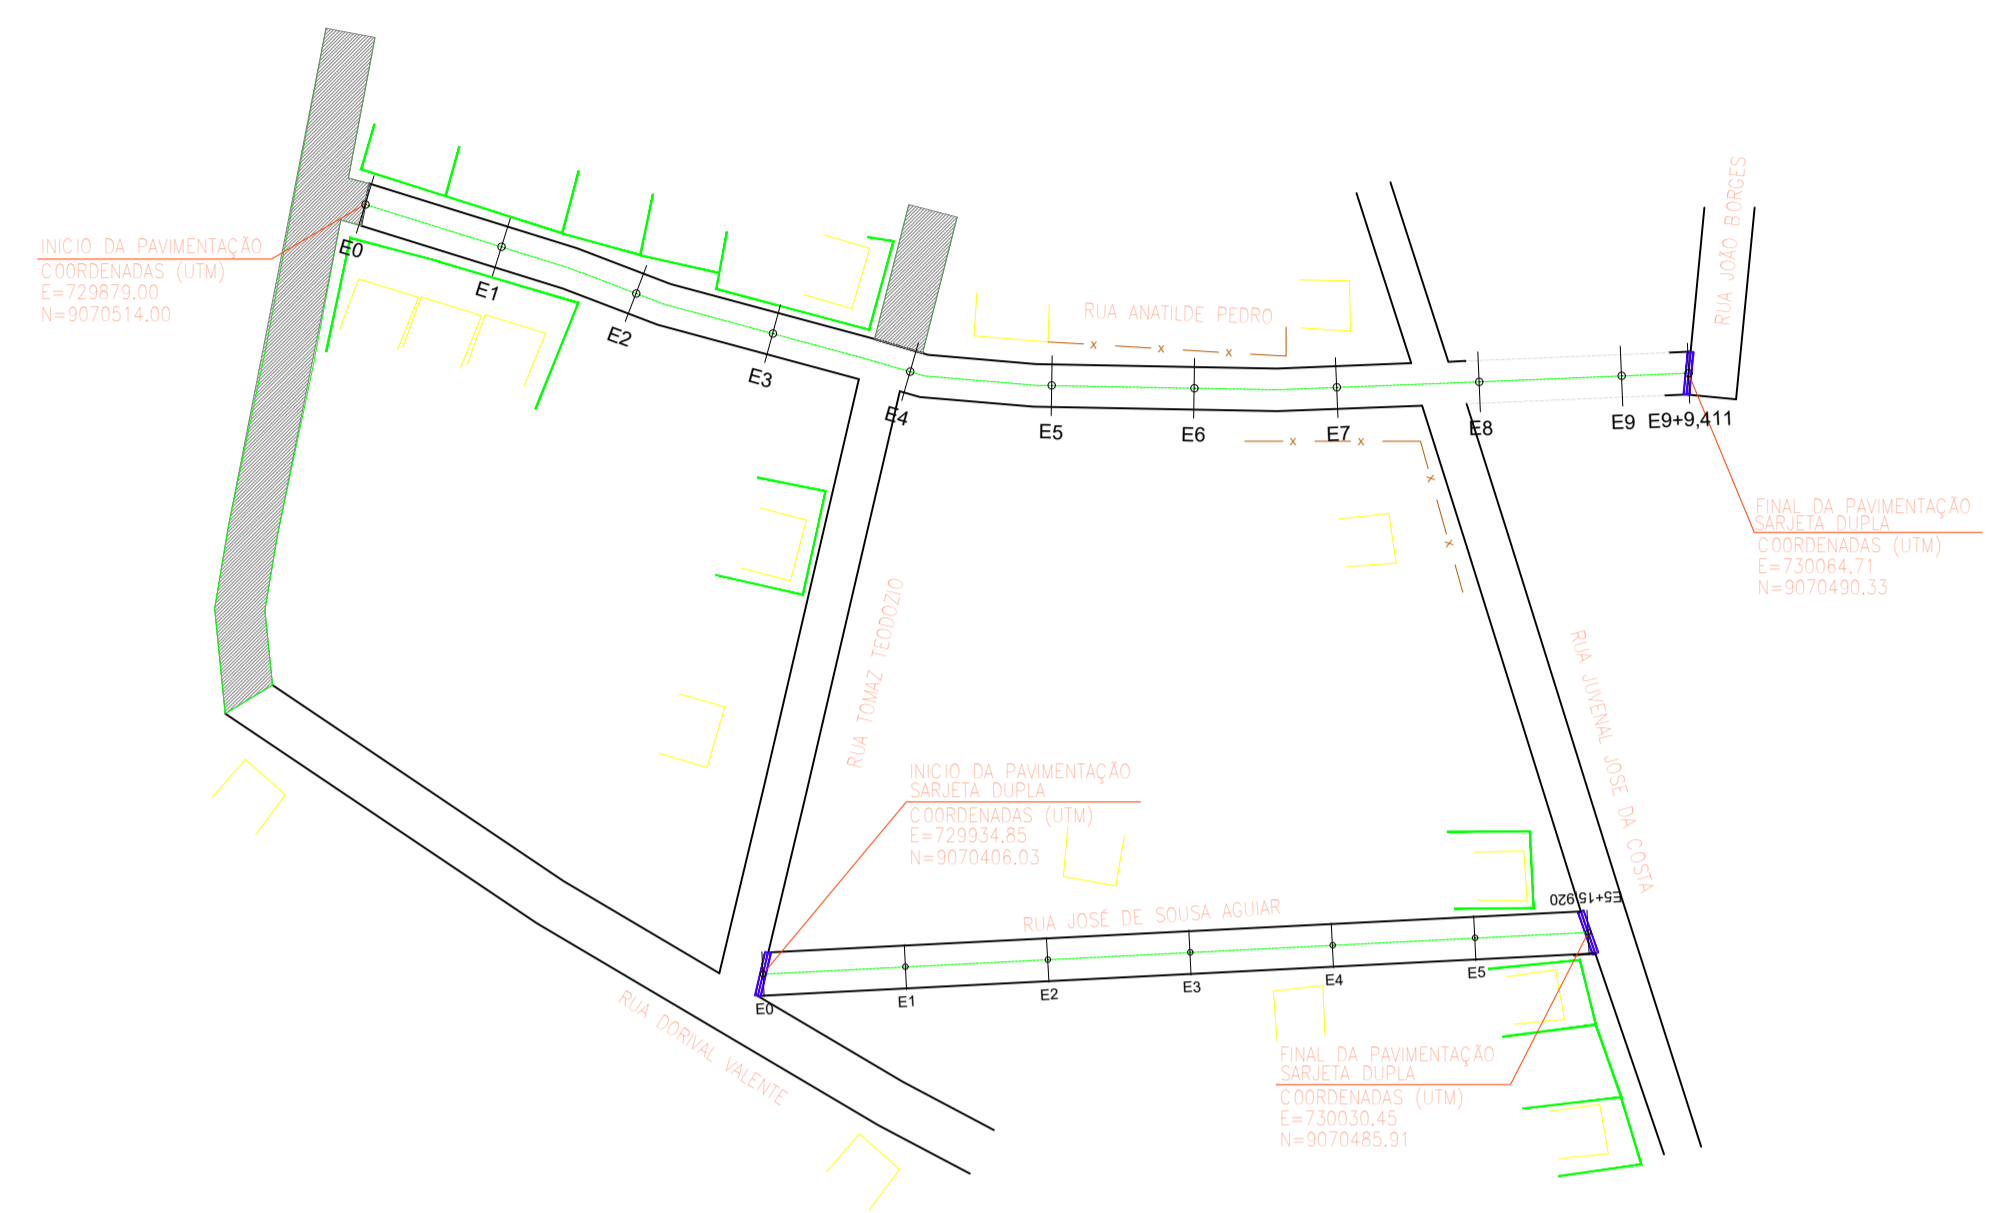 RUA JOÃO BORGES
INICIO DA PAVIMENTAÇÃO
COORDENADAS (UTM)
E=729879.00
N=9070514.00
E0
E1
E2
E3
E4
RUA ANATILDE PEDRO
x x x
E5
E6
E7
E8
E9
E9+9,411
x x
x
x
FINAL DA PAVIMENTAÇÃO
SARJETA DUPLA
COORDENADAS (UTM)
E=730064.71
N=9070490.33
RUA TOMAZ TEODOZIO
RUA JUVENAL JOSE DA COSTA
INICIO DA PAVIMENTAÇÃO
SARJETA DUPLA
COORDENADAS (UTM)
E=729934.85
N=9070406.03
RUA JOSÉ DE SOUSA AGUIAR
E5+15,920
E0
E1
E2
E3
E4
E5
RUA DORIVAL VALENTE
FINAL DA PAVIMENTAÇÃO
SARJETA DUPLA
COORDENADAS (UTM)
E=730030.45
N=9070485.91